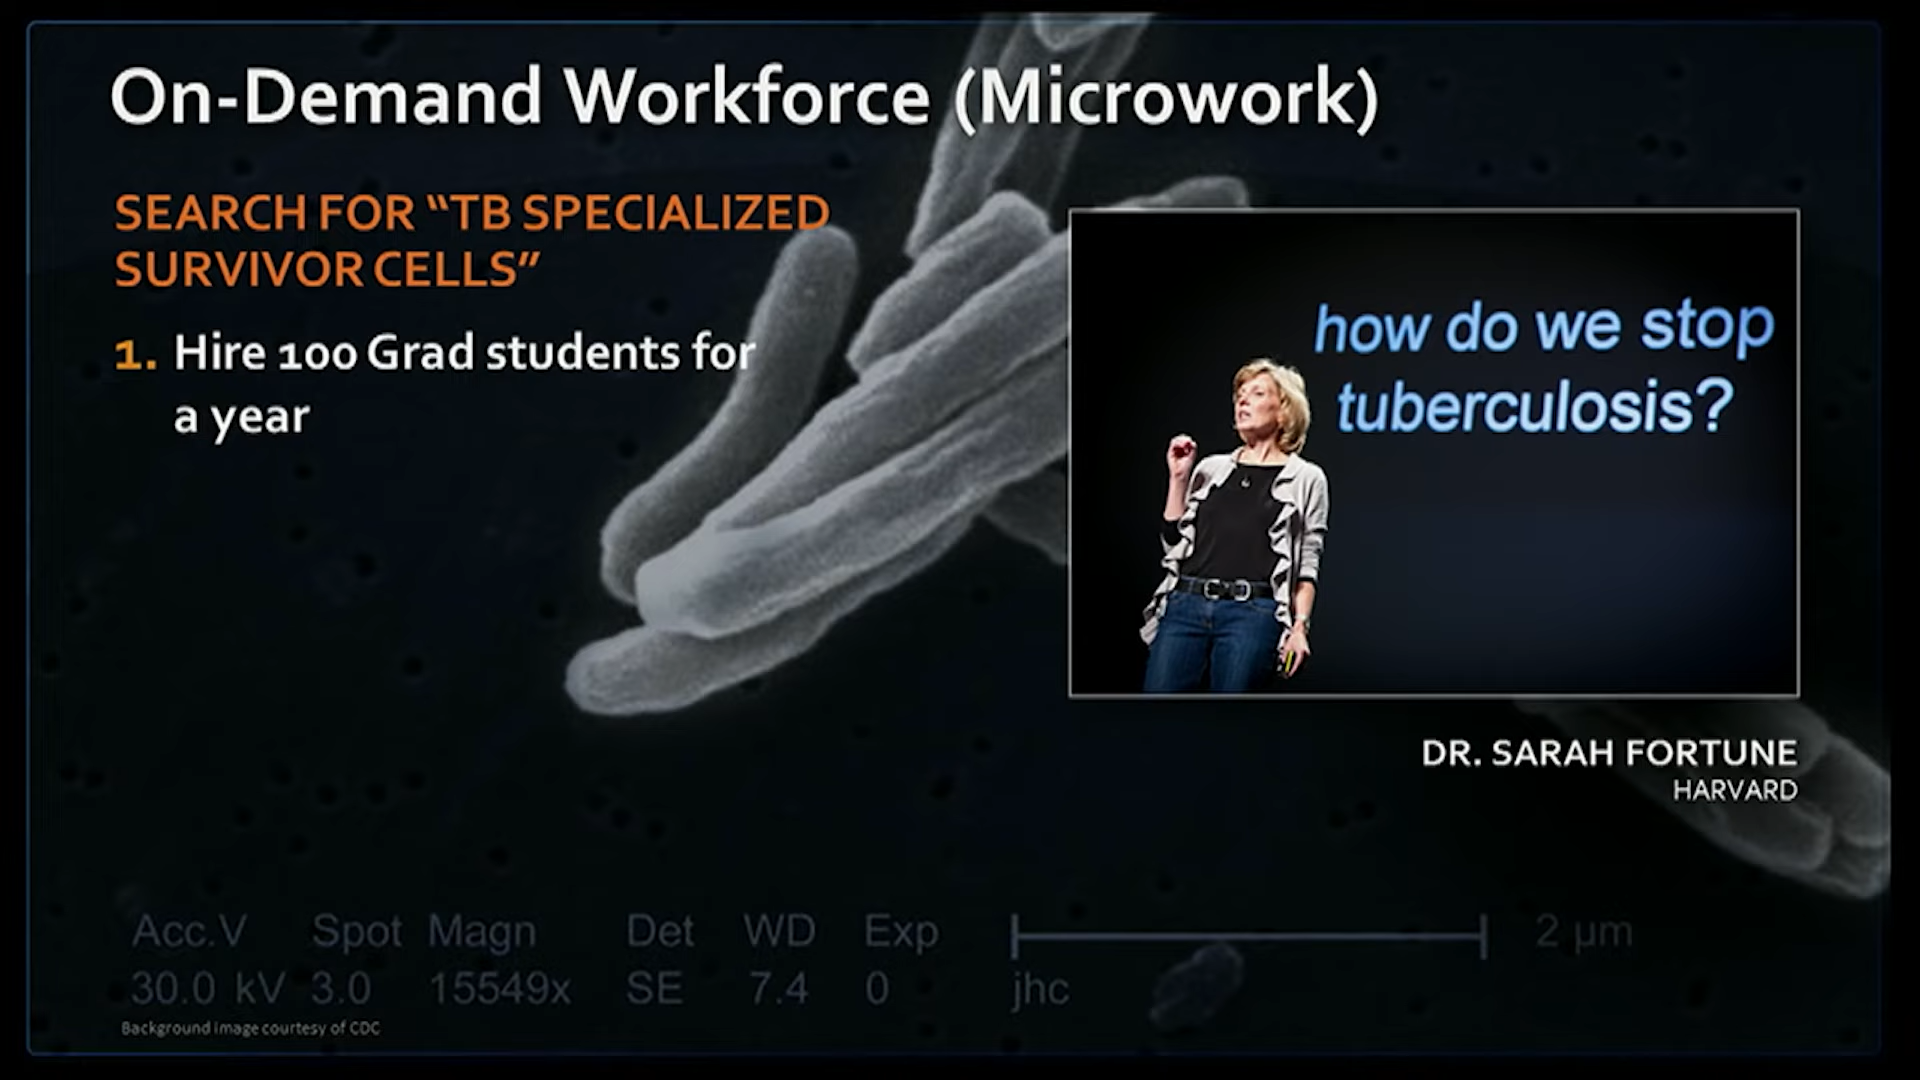 On-Demand Workforce (Microwork)
SEARCH FOR “TB SPECIALIZED
SURVIVOR CELLS”
1. Hire 100 Grad students for
a year
how do we stop
tuberculosis?
DR. SARAH FORTUNE
HARVARD
Acc.V Spot Magn Det WD Exp 2 µm
30.0 kV 3.0 15549x SE 7.4 0 jhc
Background image courtesy of CDC